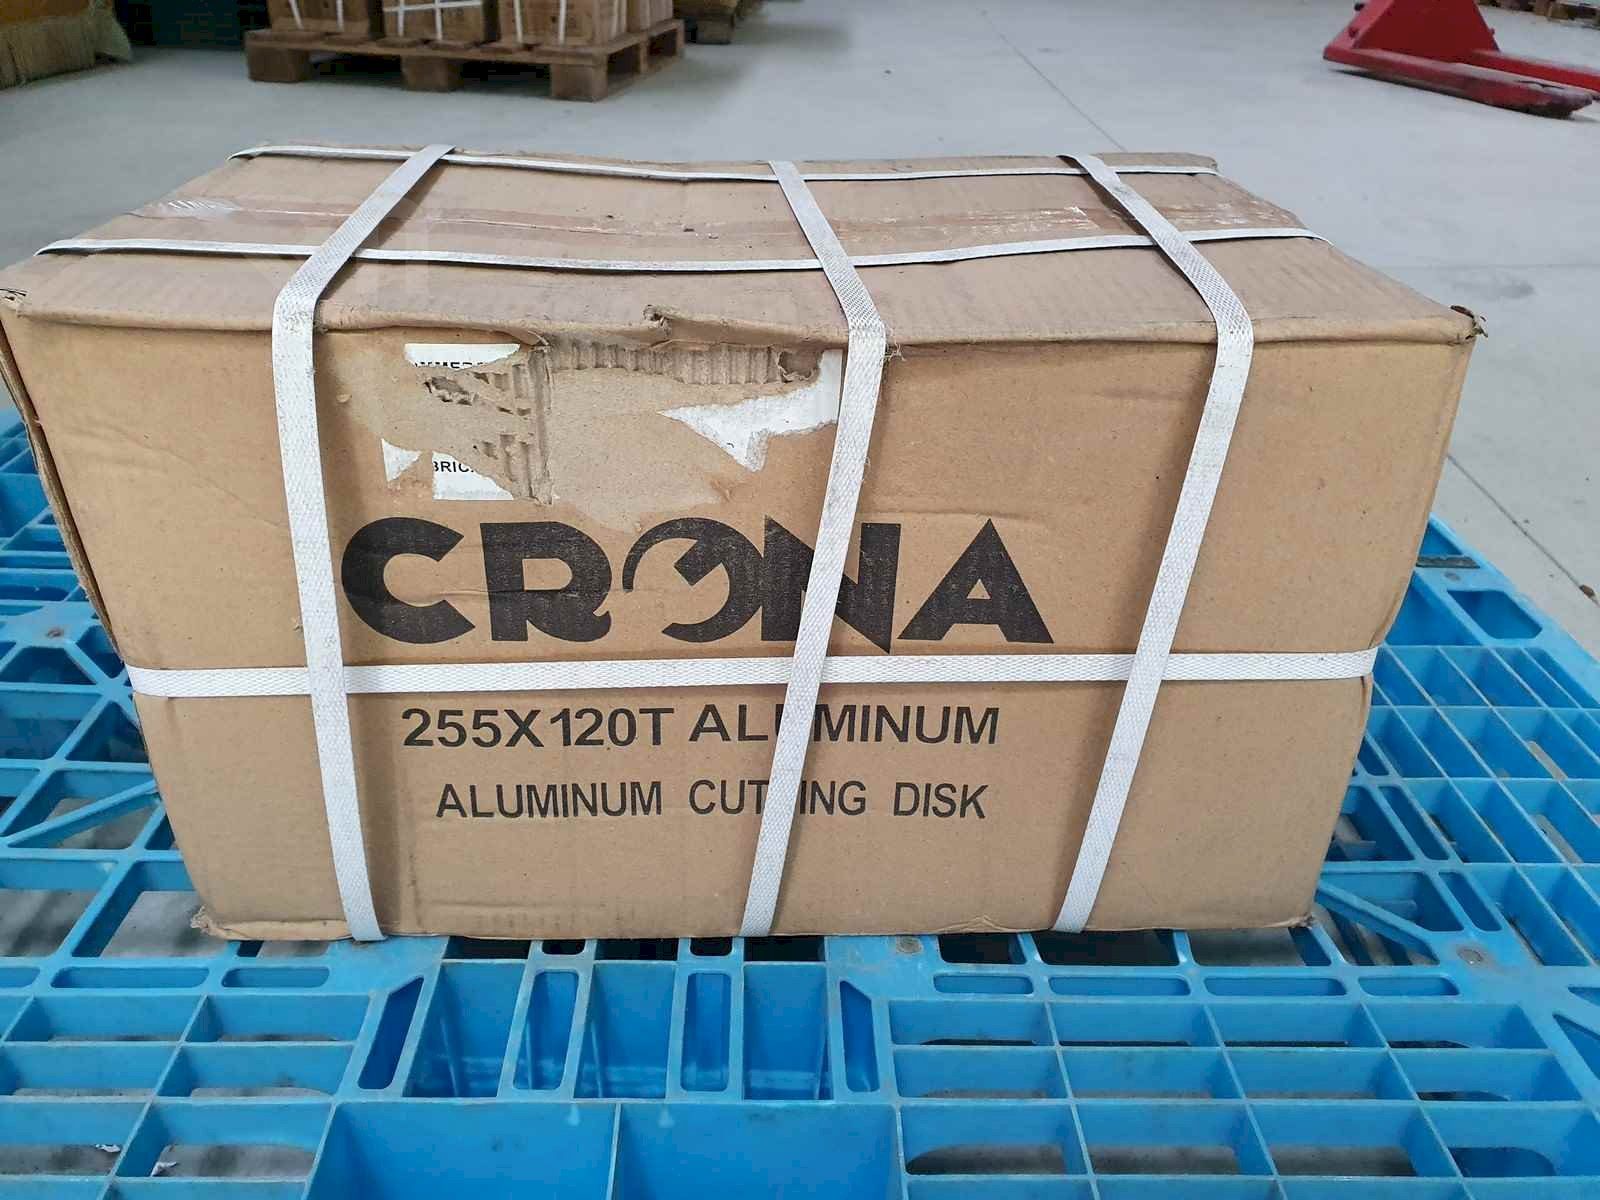 CRONA
255X120T ALUMINUM
ALUMINUM CUTTING DISK